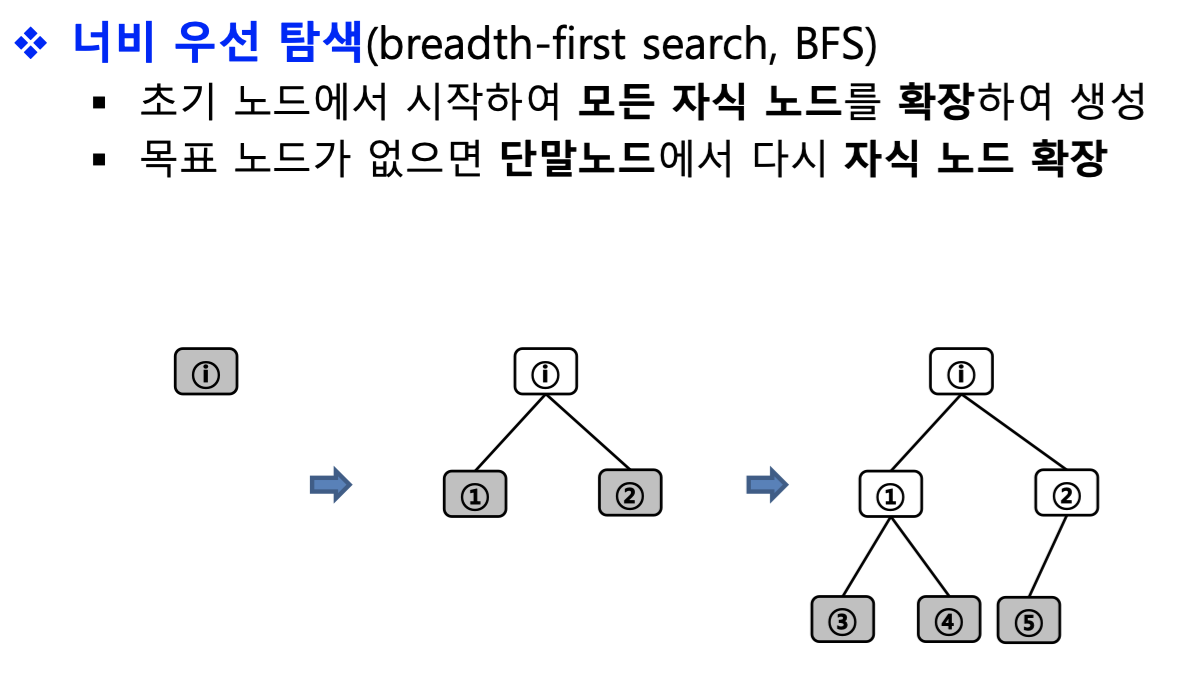 ❖ 너비 우선 탐색(breadth-first search, BFS)
▪ 초기 노드에서 시작하여 모든 자식 노드를 확장하여 생성
▪ 목표 노드가 없으면 단말노드에서 다시 자식 노드 확장
ⓘ ⓘ ⓘ
① ② ① ②
③ ④ ⑤